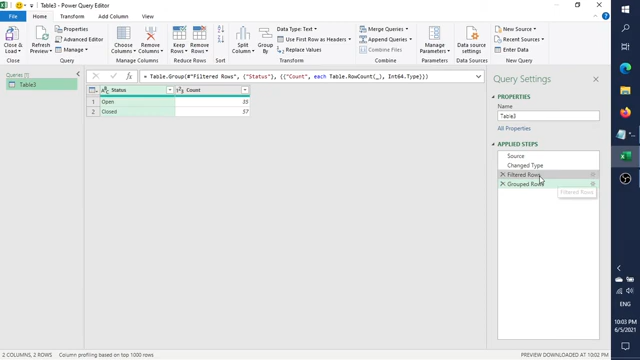 Table3 - Power Query Editor
File Home Transform Add Column View
Close & Load
Refresh Preview
Properties
Advanced Editor
Manage
Choose Columns
Remove Columns
Keep Rows
Remove Rows
Split Column
Group By
Data Type: Text
Use First Row as Headers
Replace Values
Merge Queries
Append Queries
Combine Files
Manage Parameters
Data source settings
New Source
Recent Sources
Enter Data
Close Query Manage Columns Reduce Rows Sort Transform Combine Parameters Data Sources New Query
Queries [1]
Table3
= Table.Group(#"Filtered Rows", {"Status"}, {{"Count", each Table.RowCount(_), Int64.Type}})
Status Count
1 Open 35
2 Closed 57
Query Settings
PROPERTIES
Name
Table3
All Properties
APPLIED STEPS
Source
Changed Type
Filtered Rows
Grouped Rows
Filtered Rows
ENG
10:03 PM
6/5/2021
2 COLUMNS, 2 ROWS Column profiling based on top 1000 rows PREVIEW DOWNLOADED AT 10:02 PM